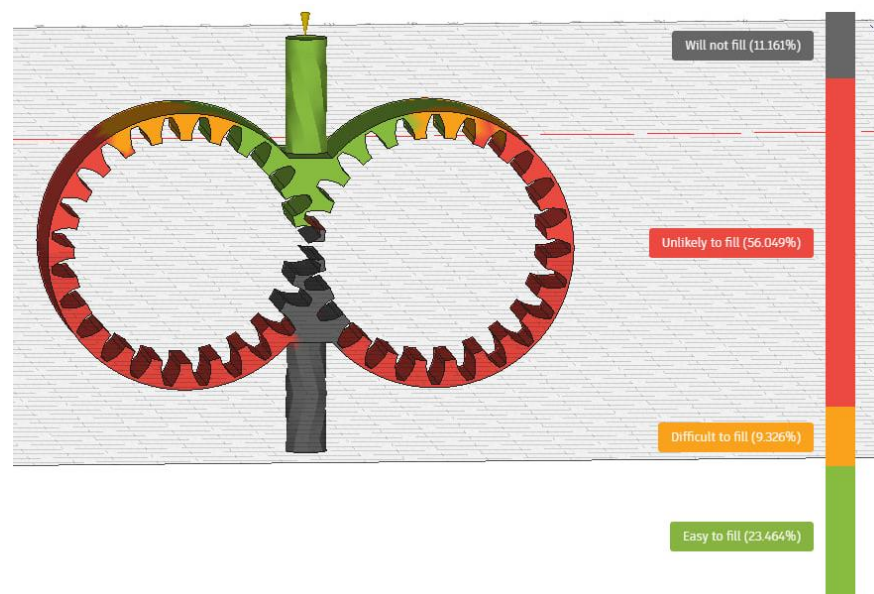 Will not fill (11.161%)
Unlikely to fill (56.049%)
Difficult to fill (9.326%)
Easy to fill (23.464%)